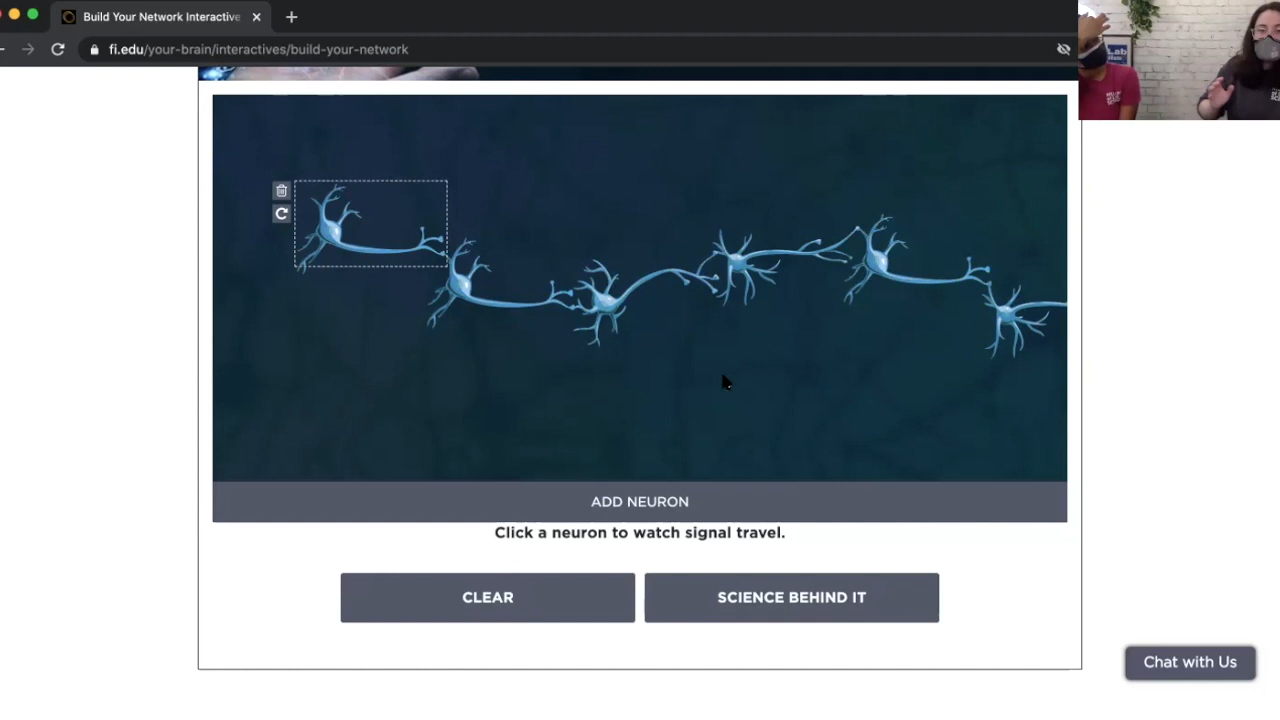 Build Your Network Interactive
fi.edu/your-brain/interactives/build-your-network
Lab
ADD NEURON
Click a neuron to watch signal travel.
CLEAR
SCIENCE BEHIND IT
Chat with Us